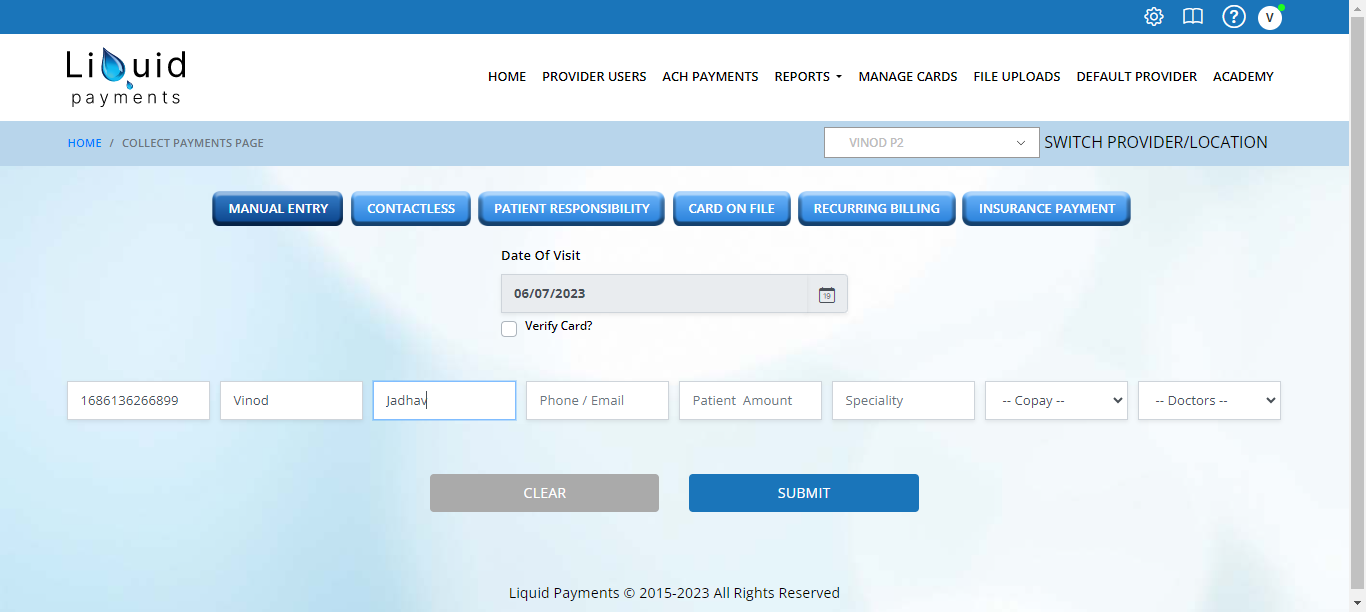 V
Liquid
payments
HOME PROVIDER USERS ACH PAYMENTS REPORTS MANAGE CARDS FILE UPLOADS DEFAULT PROVIDER ACADEMY
HOME / COLLECT PAYMENTS PAGE VINOD P2 SWITCH PROVIDER/LOCATION
MANUAL ENTRY CONTACTLESS PATIENT RESPONSIBILITY CARD ON FILE RECURRING BILLING INSURANCE PAYMENT
Date Of Visit
06/07/2023 19
Verify Card?
1686136266899 Vinod Jadhav Phone / Email Patient Amount Speciality -- Copay -- -- Doctors --
CLEAR SUBMIT
Liquid Payments © 2015-2023 All Rights Reserved